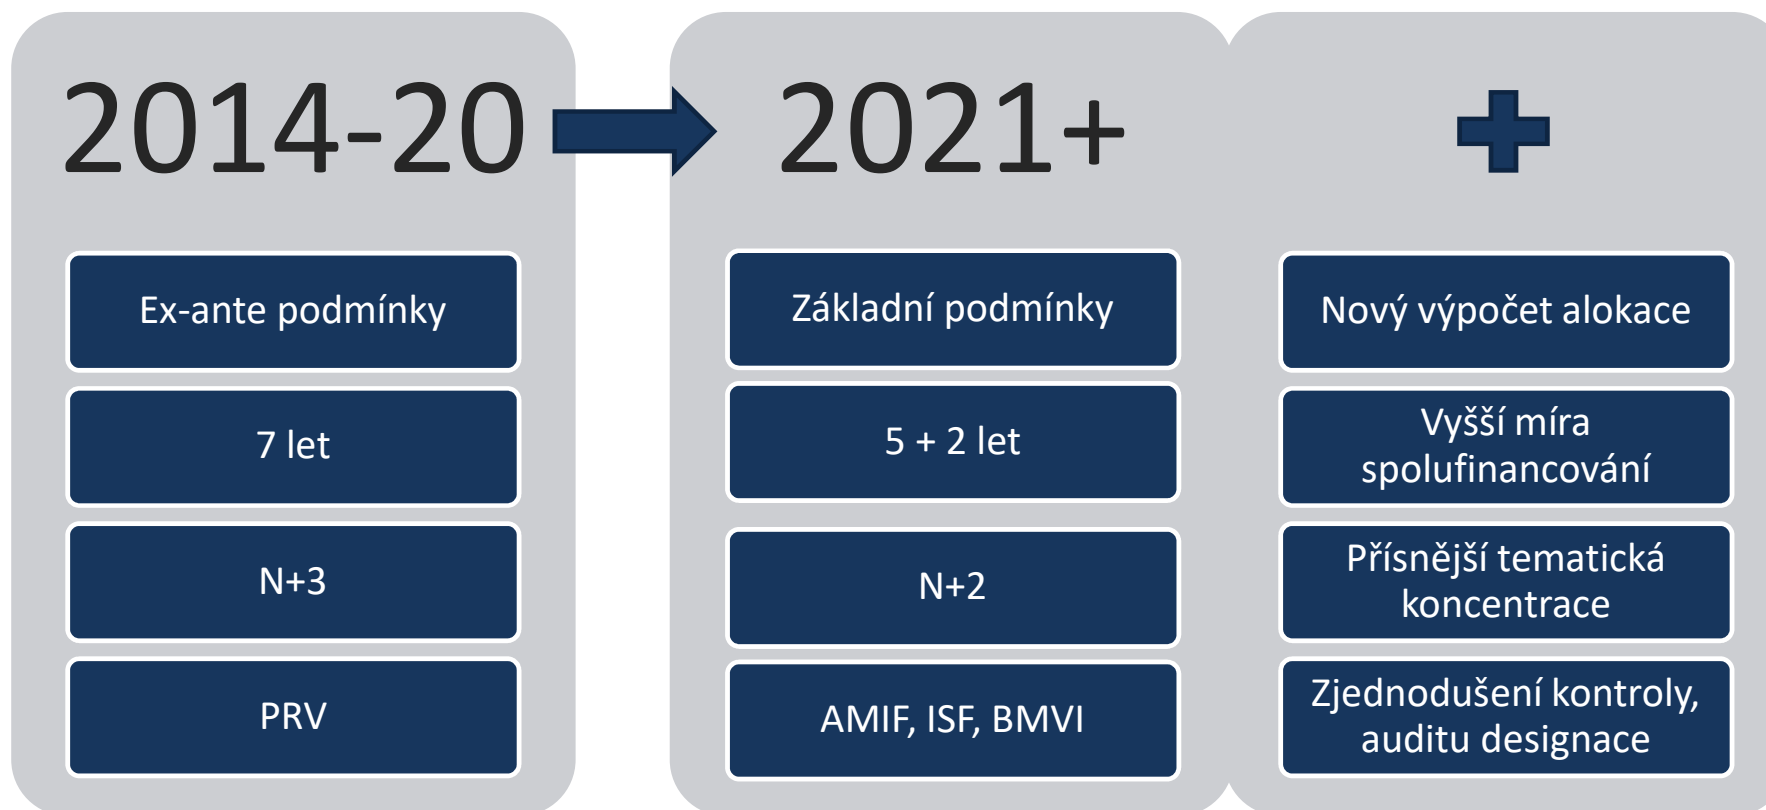 2014-20
Ex-ante podmínky
7 let
N+3
PRV
2021+
Základní podmínky
5 + 2 let
N+2
AMIF, ISF, BMVI
Nový výpočet alokace
Vyšší míra
spolufinancování
Přísnější tematická
koncentrace
Zjednodušení kontroly,
auditu designace